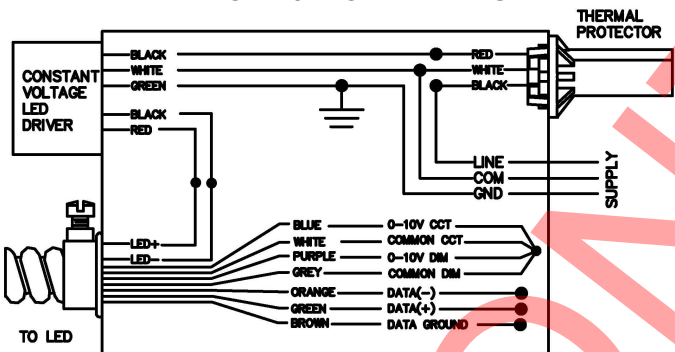 THERMAL
PROTECTOR
CONSTANT
VOLTAGE
LED
DRIVER
BLACK
WHITE
GREEN
BLACK
RED
RED
WHITE
BLACK
LINE
COM
GND
SUPPLY
LED+
LED-
BLUE 0-10V CCT
WHITE COMMON CCT
PURPLE 0-10V DIM
GREY COMMON DIM
ORANGE DATA(-)
GREEN DATA(+)
BROWN DATA GROUND
TO LED